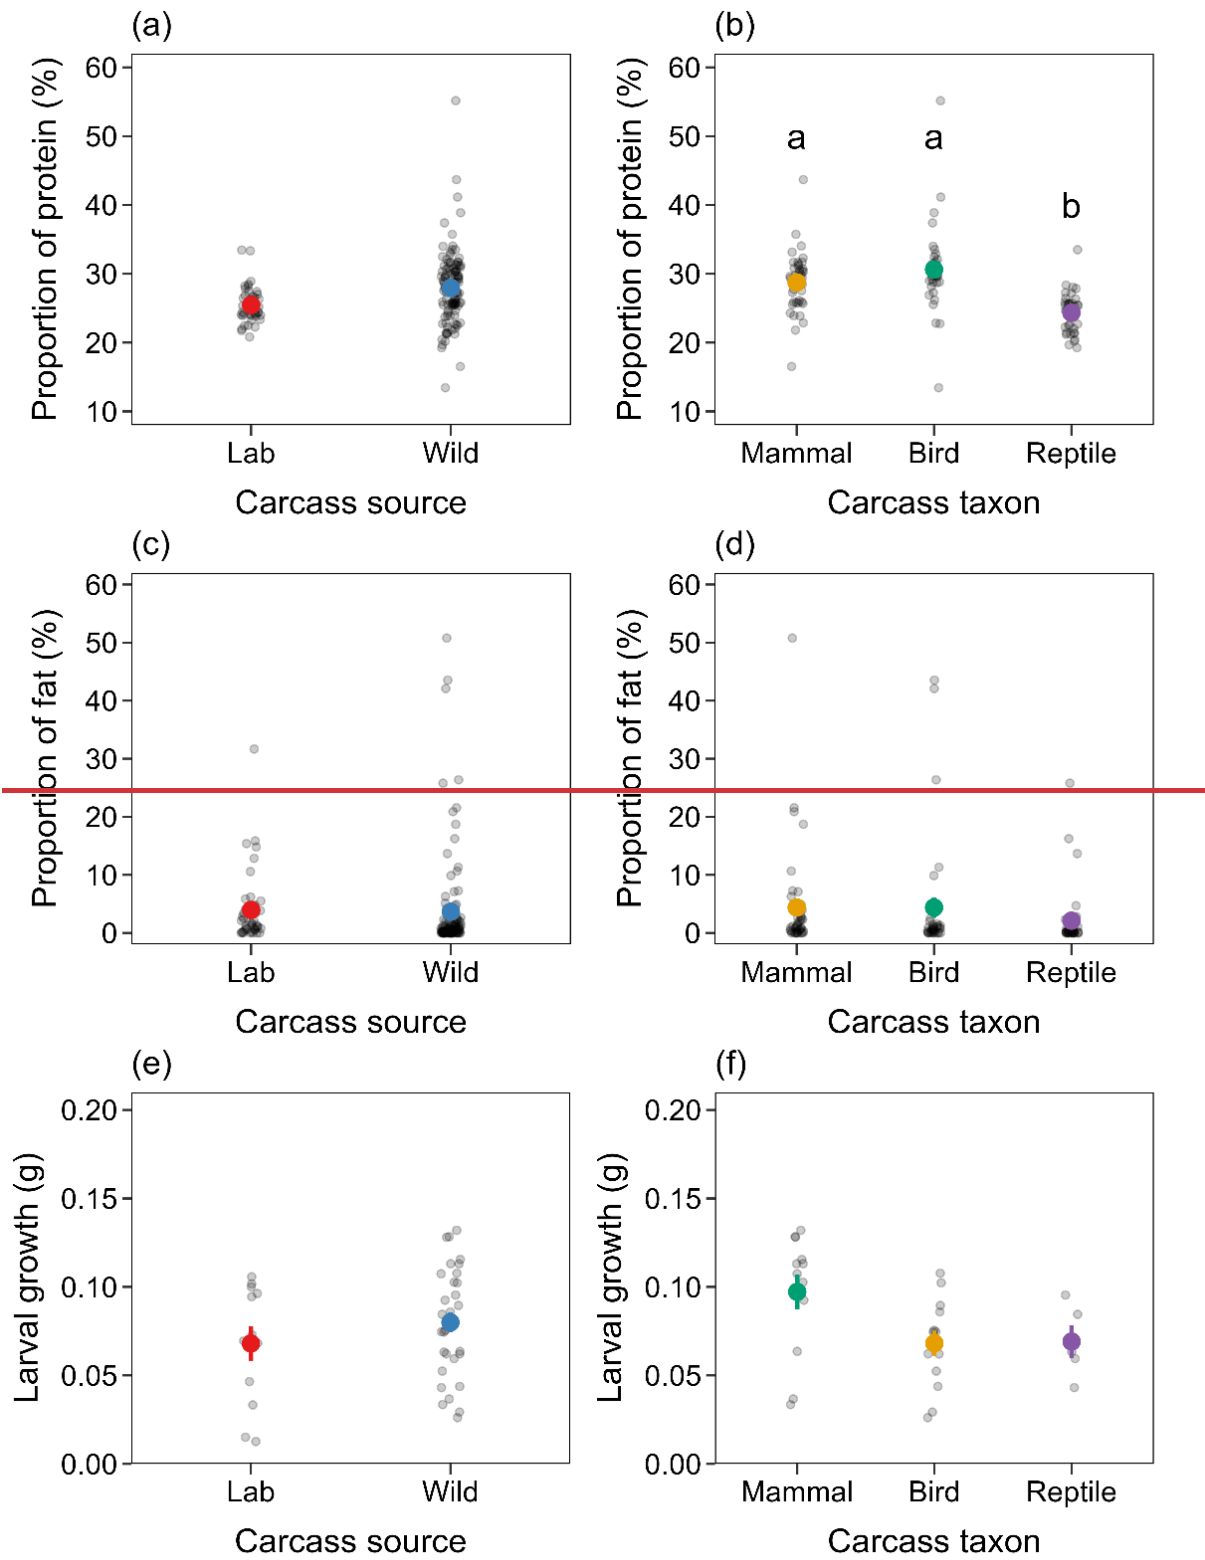 (a)
Proportion of protein (%)
60
50
40
30
20
10
Lab Wild
Carcass source
(b)
Proportion of protein (%)
60
50
40
30
20
10
a a b
Mammal Bird Reptile
Carcass taxon
(c)
Proportion of fat (%)
60
50
40
30
20
10
0
Lab Wild
Carcass source
(d)
Proportion of fat (%)
60
50
40
30
20
10
0
Mammal Bird Reptile
Carcass taxon
(e)
Larval growth (g)
0.20
0.15
0.10
0.05
0.00
Lab Wild
Carcass source
(f)
Larval growth (g)
0.20
0.15
0.10
0.05
0.00
Mammal Bird Reptile
Carcass taxon